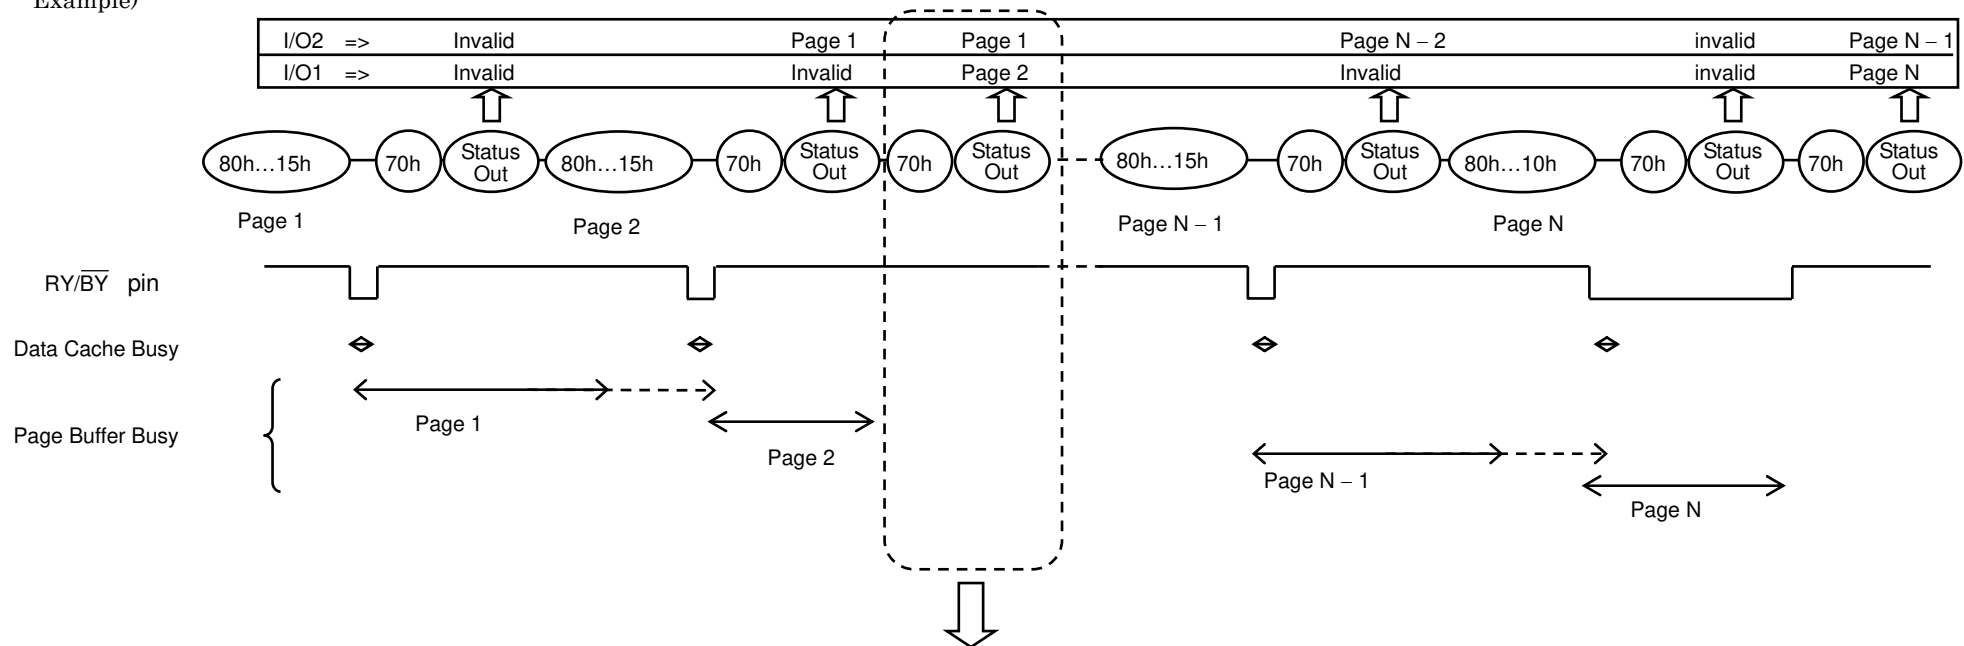 Example)
I/O2 => Invalid Page 1 Page 1 Page N – 2 invalid Page N – 1
I/O1 => Invalid Invalid Page 2 Invalid invalid Page N
80h…15h 70h Status Out 80h…15h 70h Status Out 70h Status Out 80h…15h 70h Status Out 80h…10h 70h Status Out 70h Status Out
Page 1 Page 2 Page N – 1 Page N
RY/B̅Y̅ pin
Data Cache Busy
Page 1
Page 2
Page Buffer Busy
Page N – 1
Page N